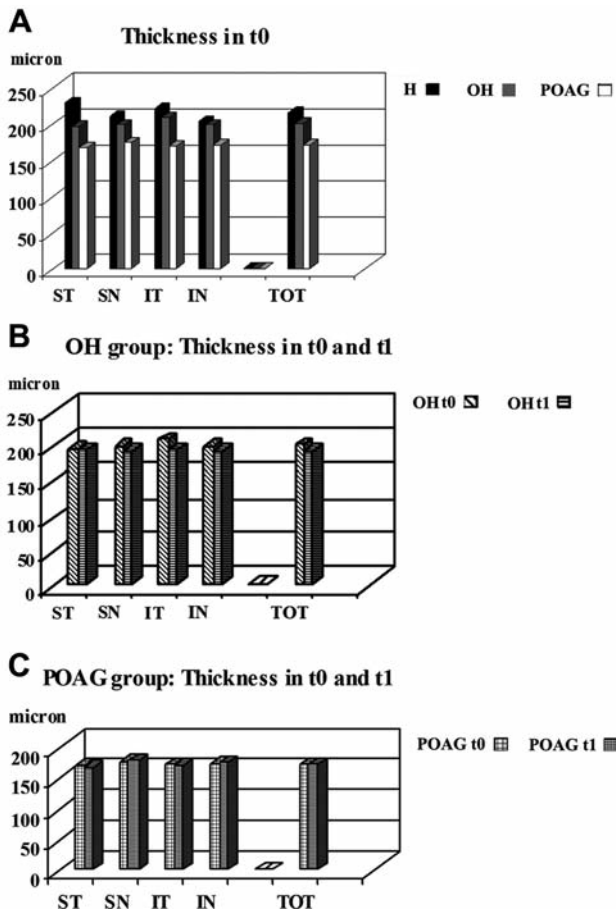 A
Thickness in t0
micron
H OH POAG
250
200
150
100
50
0
ST SN IT IN TOT
B
OH group: Thickness in t0 and t1
micron
OH t0 OH t1
250
200
150
100
50
0
ST SN IT IN TOT
C
POAG group: Thickness in t0 and t1
micron
POAG t0 POAG t1
200
150
100
50
0
ST SN IT IN TOT